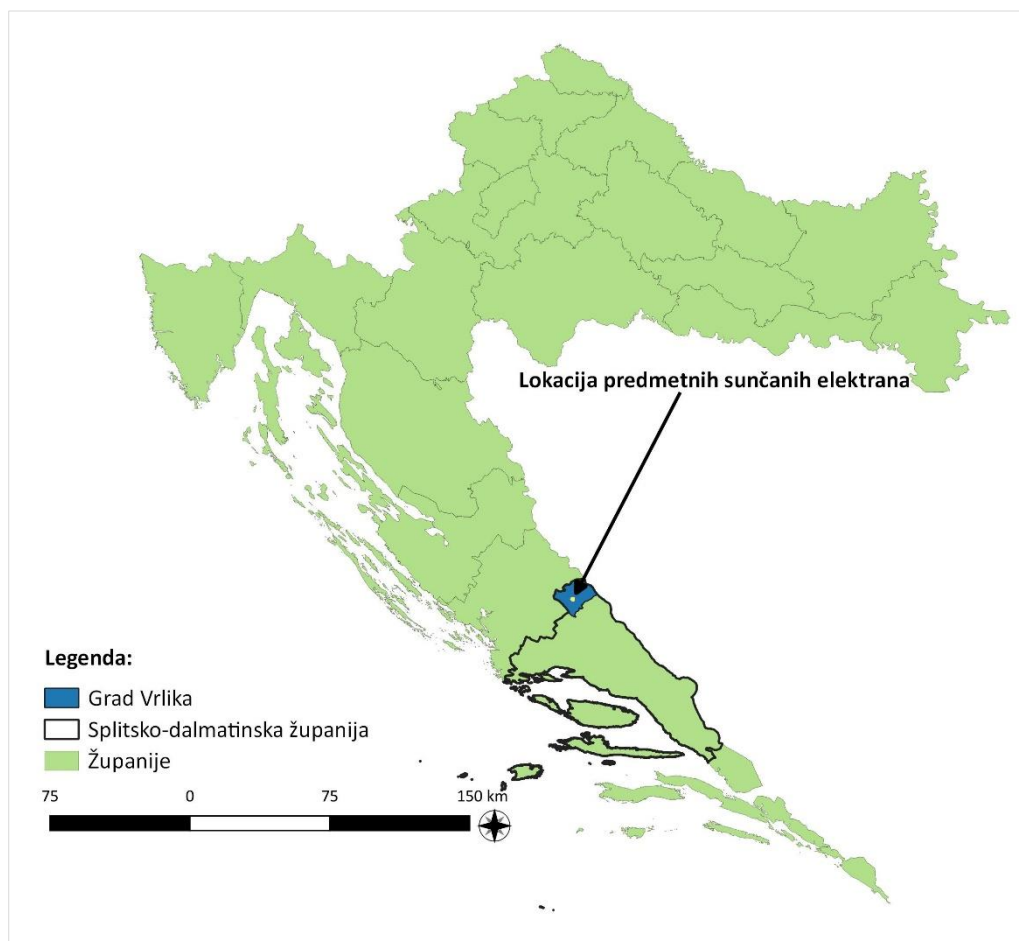 Lokacija predmetnih sunčanih elektrana
Legenda:
Grad Vrlika
Splitsko-dalmatinska županija
Županije
75 0 75 150 km